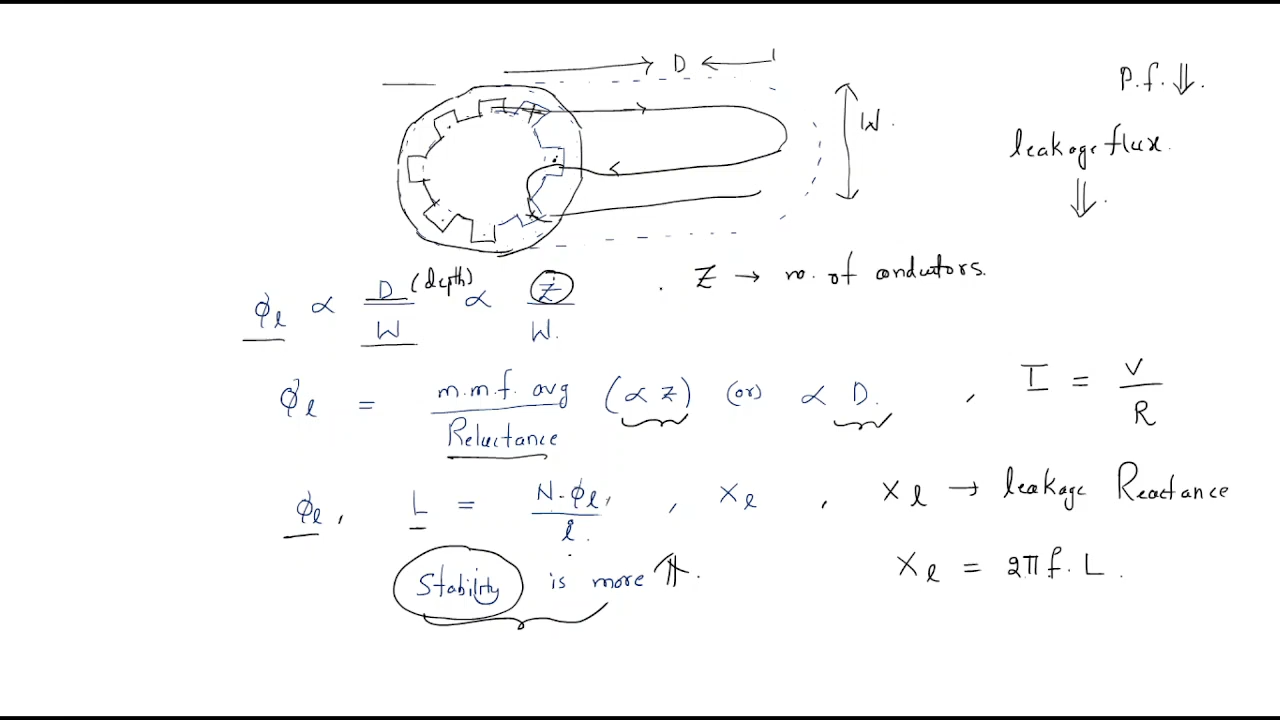 D
W
p.f. ⇓.
leakage flux.
⇓.
ϕl ∝ D/W (depth) ∝ Z/W.
Z → no. of conductors.
ϕl = m.m.f. avg/Reluctance (∝ Z) (or) ∝ D. , I = V/R
ϕl, L = N.ϕl/i. , Xl , Xl → leakage Reactance
Stability is more ⇑.
Xl = 2πf.L.